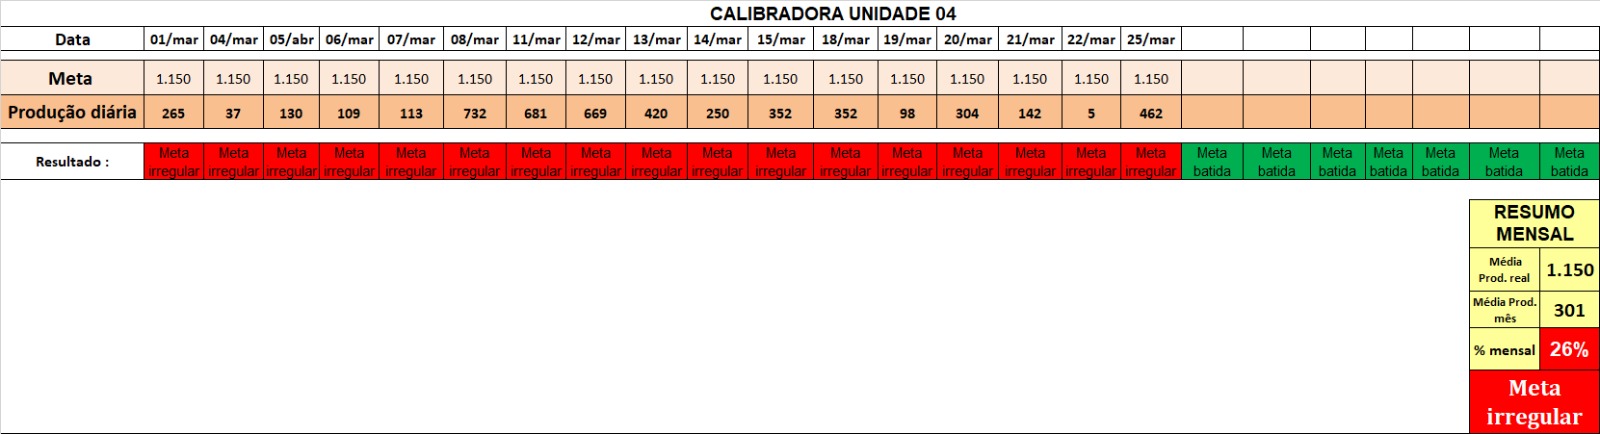 CALIBRADORA UNIDADE 04
Data 01/mar 04/mar 05/abr 06/mar 07/mar 08/mar 11/mar 12/mar 13/mar 14/mar 15/mar 18/mar 19/mar 20/mar 21/mar 22/mar 25/mar
Meta 1.150 1.150 1.150 1.150 1.150 1.150 1.150 1.150 1.150 1.150 1.150 1.150 1.150 1.150 1.150 1.150 1.150
Produção diária 265 37 130 109 113 732 681 669 420 250 352 352 98 304 142 5 462
Resultado : Meta irregular Meta irregular Meta irregular Meta irregular Meta irregular Meta irregular Meta irregular Meta irregular Meta irregular Meta irregular Meta irregular Meta irregular Meta irregular Meta irregular Meta irregular Meta irregular Meta irregular Meta batida Meta batida Meta batida Meta batida Meta batida Meta batida Meta batida
RESUMO
MENSAL
Média
Prod. real 1.150
Média Prod.
mês 301
% mensal 26%
Meta
irregular